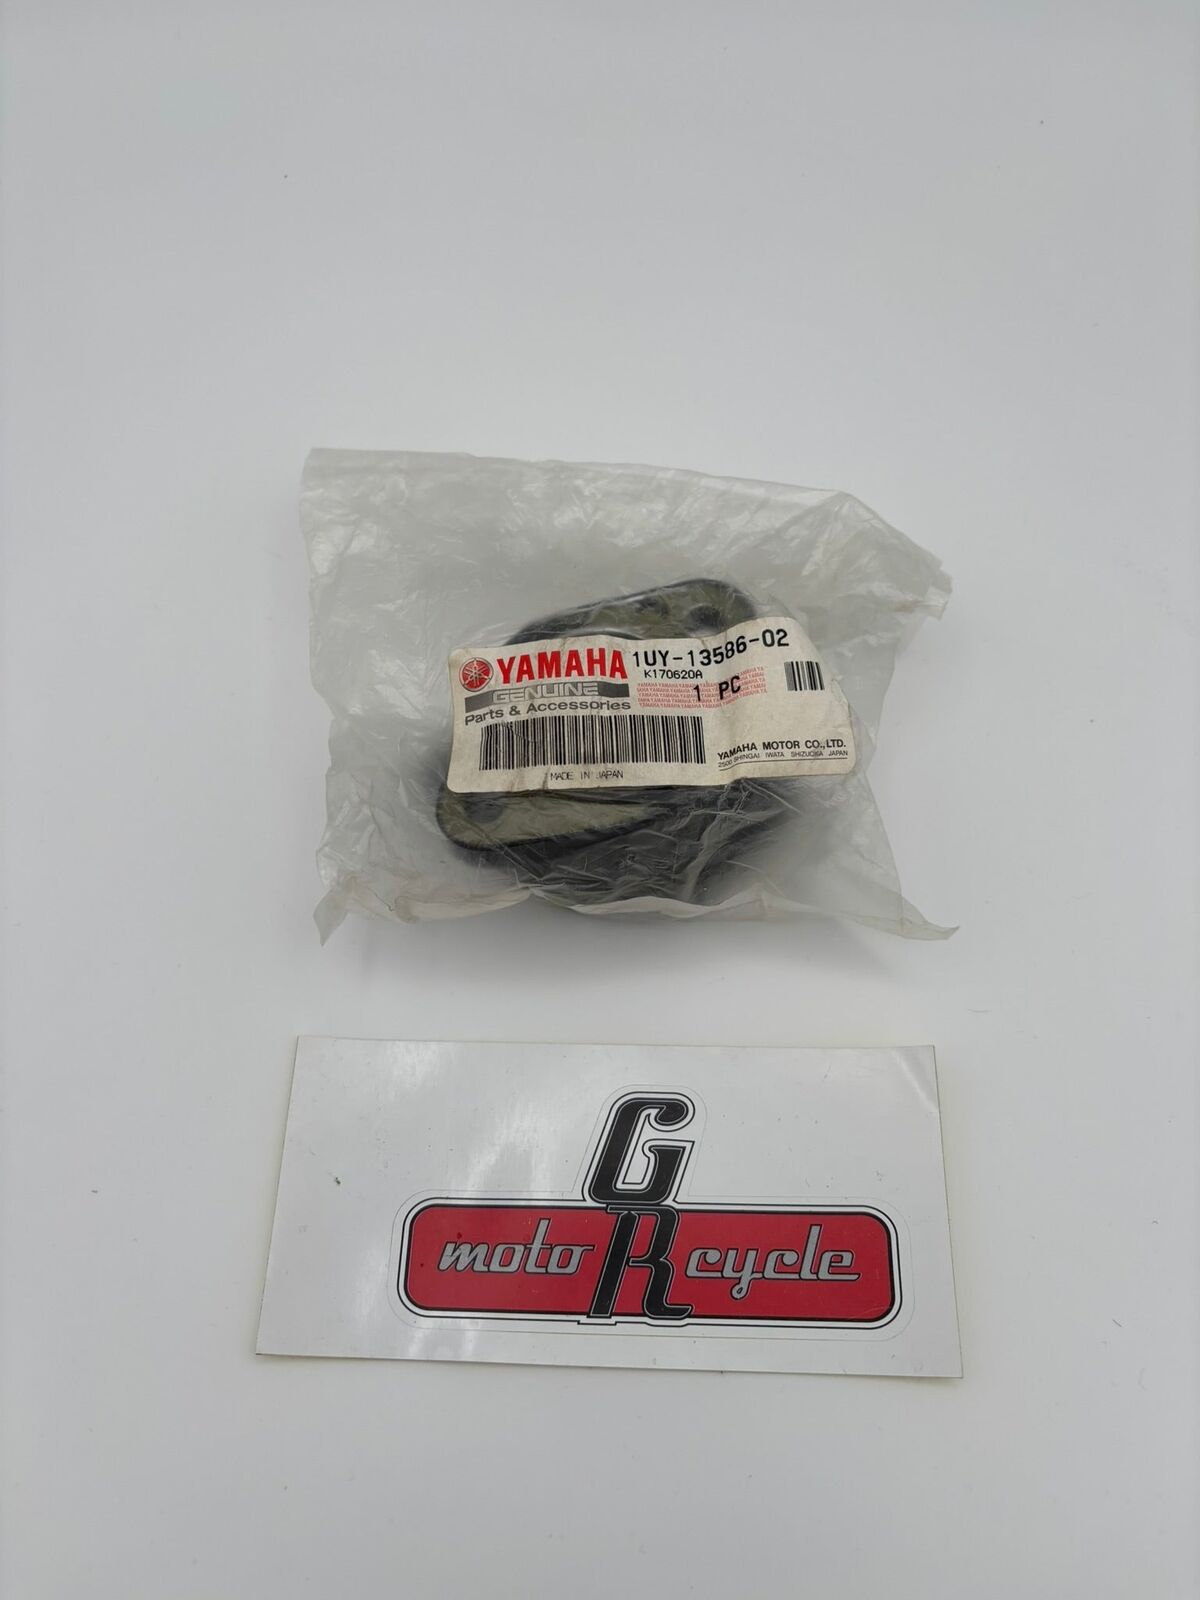 YAMAHA
GENUINE
Parts & Accessories
1UY-13586-02
K170620A
1 PC
YAMAHA MOTOR CO.,LTD.
2500 SHINGAI IWATA SHIZUOKA JAPAN
MADE IN JAPAN
GR
moto cycle